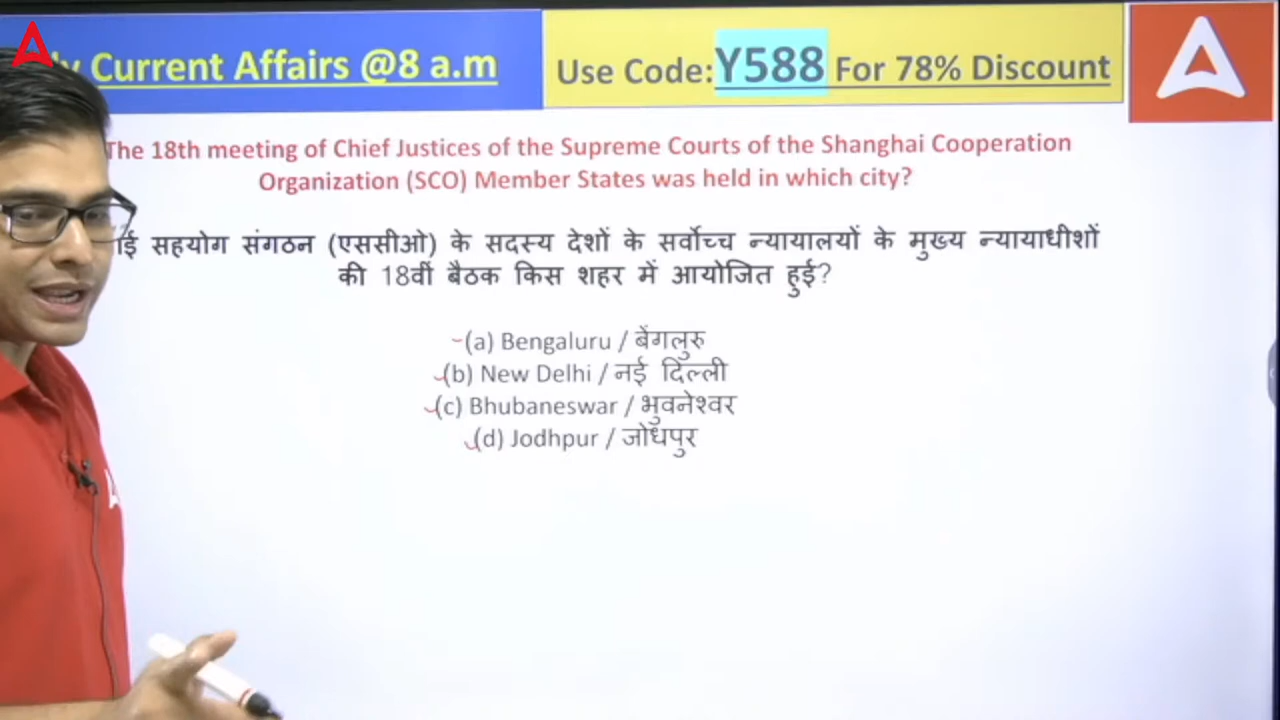 Current Affairs @8 a.m
Use Code:Y588 For 78% Discount
The 18th meeting of Chief Justices of the Supreme Courts of the Shanghai Cooperation
Organization (SCO) Member States was held in which city?
सहयोग संगठन (एससीओ) के सदस्य देशों के सर्वोच्च न्यायालयों के मुख्य न्यायाधीशों
की 18वीं बैठक किस शहर में आयोजित हुई?
(a) Bengaluru / बेंगलुरु
(b) New Delhi / नई दिल्ली
(c) Bhubaneswar / भुवनेश्वर
(d) Jodhpur / जोधपुर